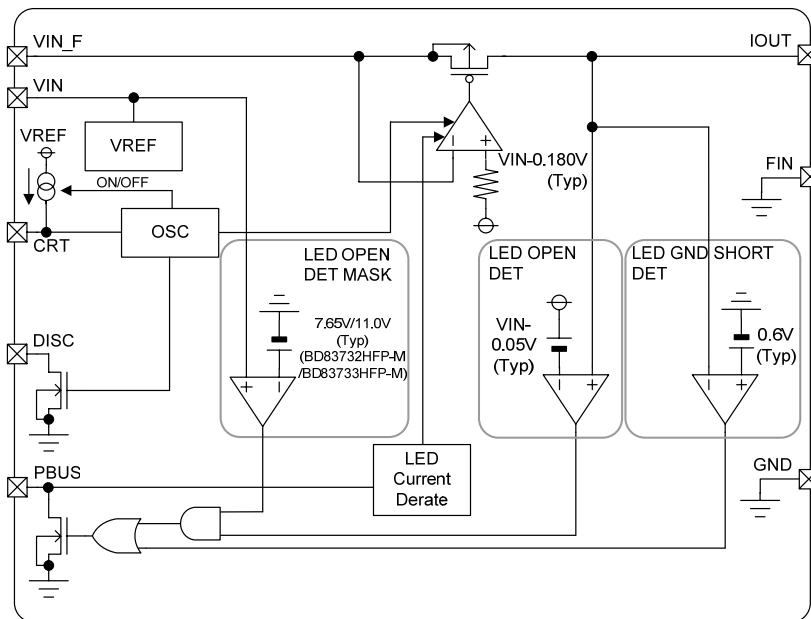 VIN_F
IOUT
VIN
VREF
VREF
VIN-0.180V
(Typ)
FIN
ON/OFF
CRT
OSC
LED OPEN
DET MASK
LED OPEN
DET
LED GND SHORT
DET
7.65V/11.0V
(Typ)
(BD83732HFP-M
/BD83733HFP-M)
VIN-
0.05V
(Typ)
0.6V
(Typ)
DISC
PBUS
LED
Current
Derate
GND